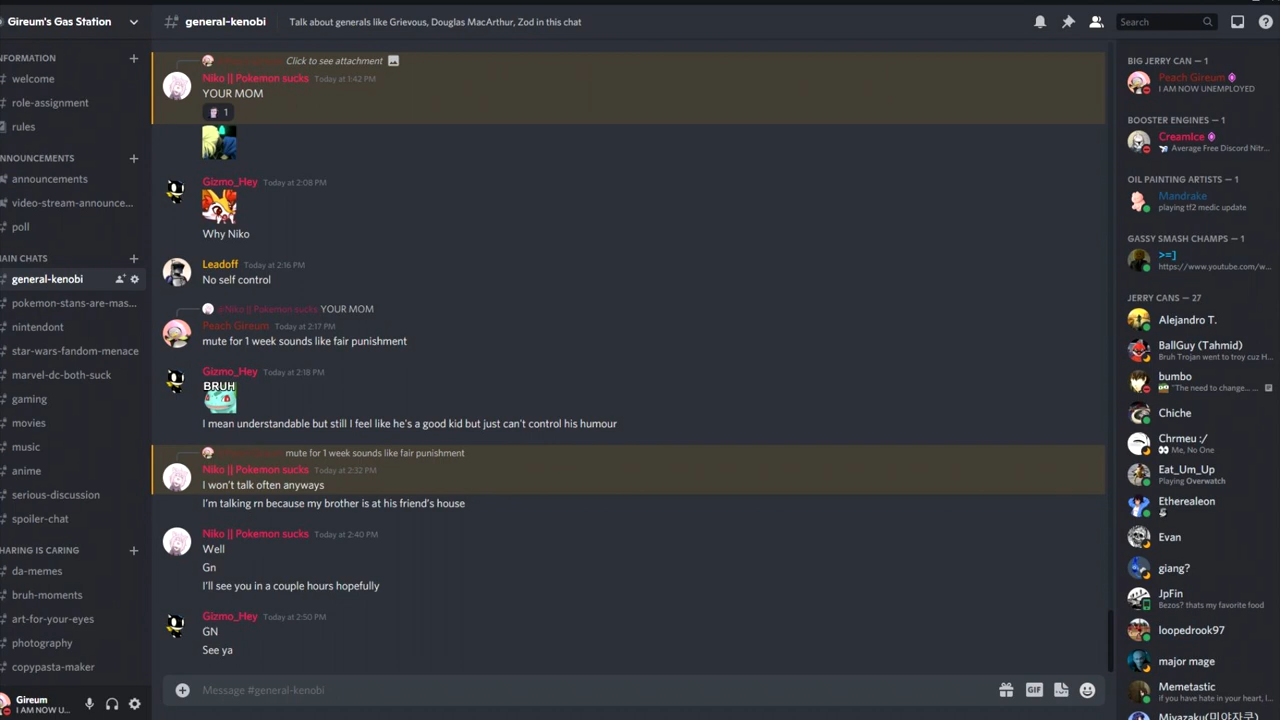 Gireum's Gas Station
general-kenobi
Talk about generals like Grievous, Douglas MacArthur, Zod in this chat
Search
NFORMATION
welcome
role-assignment
rules
NNOUNCEMENTS
announcements
video-stream-announce...
poll
MAIN CHATS
general-kenobi
pokemon-stans-are-mas...
nintendont
star-wars-fandom-menace
marvel-dc-both-suck
gaming
movies
music
anime
serious-discussion
spoiler-chat
HARING IS CARING
da-memes
bruh-moments
art-for-your-eyes
photography
copypasta-maker
Gireum
I AM NOW U...
Click to see attachment
Niko || Pokemon sucks Today at 1:42 PM
YOUR MOM
1
Gizmo_Hey Today at 2:08 PM
Why Niko
Leadoff Today at 2:16 PM
No self control
@Niko || Pokemon sucks YOUR MOM
Peach Gireum Today at 2:17 PM
mute for 1 week sounds like fair punishment
Gizmo_Hey Today at 2:18 PM
BRUH
I mean understandable but still I feel like he's a good kid but just can't control his humour
mute for 1 week sounds like fair punishment
Niko || Pokemon sucks Today at 2:32 PM
I won't talk often anyways
I'm talking rn because my brother is at his friend's house
Niko || Pokemon sucks Today at 2:40 PM
Well
Gn
I'll see you in a couple hours hopefully
Gizmo_Hey Today at 2:50 PM
GN
See ya
Message #general-kenobi
GIF
BIG JERRY CAN — 1
Peach Gireum
I AM NOW UNEMPLOYED
BOOSTER ENGINES — 1
CreamIce
Average Free Discord Nitr...
OIL PAINTING ARTISTS — 1
Mandrake
playing tf2 medic update
GASSY SMASH CHAMPS — 1
>=]
https://www.youtube.com/w...
JERRY CANS — 27
Alejandro T.
BallGuy (Tahmid)
Bruh Trojan went to troy cuz H...
bumbo
"The need to change... ...
Chiche
Chrmeu :/
Me, No One
Eat_Um_Up
Playing Overwatch
Etherealeon
Evan
giang?
JpFin
Bezos? thats my favorite food
loopedrook97
major mage
Memetastic
if you have hate in your heart, l...
Miyazaku(미야자쿠)